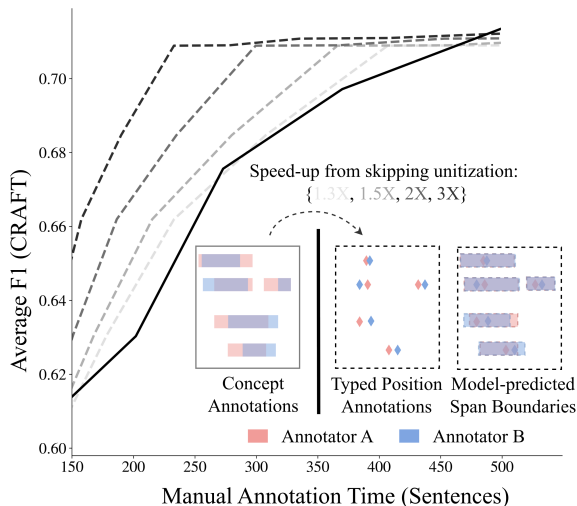 0.70
0.68
0.66
0.64
0.62
0.60
Average F1 (CRAFT)
Speed-up from skipping unitization:
{1.3X, 1.5X, 2X, 3X}
Concept
Annotations
Typed Position
Annotations
Model-predicted
Span Boundaries
Annotator A
Annotator B
150
200
250
300
350
400
450
500
Manual Annotation Time (Sentences)